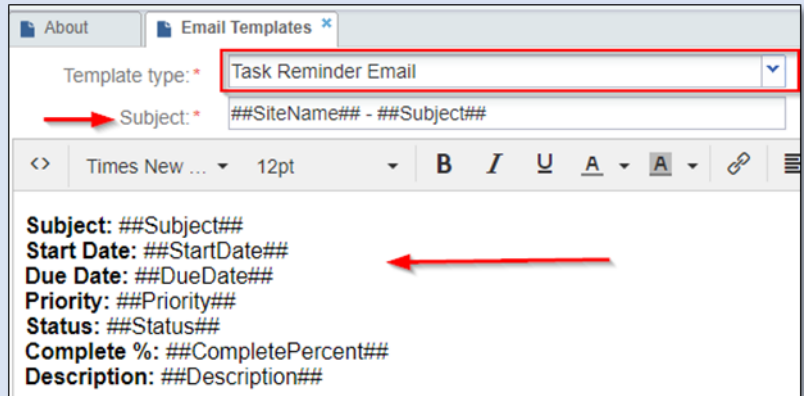 About
Email Templates
Template type:* Task Reminder Email
Subject:* ##SiteName## - ##Subject##
Times New ... 12pt B I U A A
Subject: ##Subject##
Start Date: ##StartDate##
Due Date: ##DueDate##
Priority: ##Priority##
Status: ##Status##
Complete %: ##CompletePercent##
Description: ##Description##